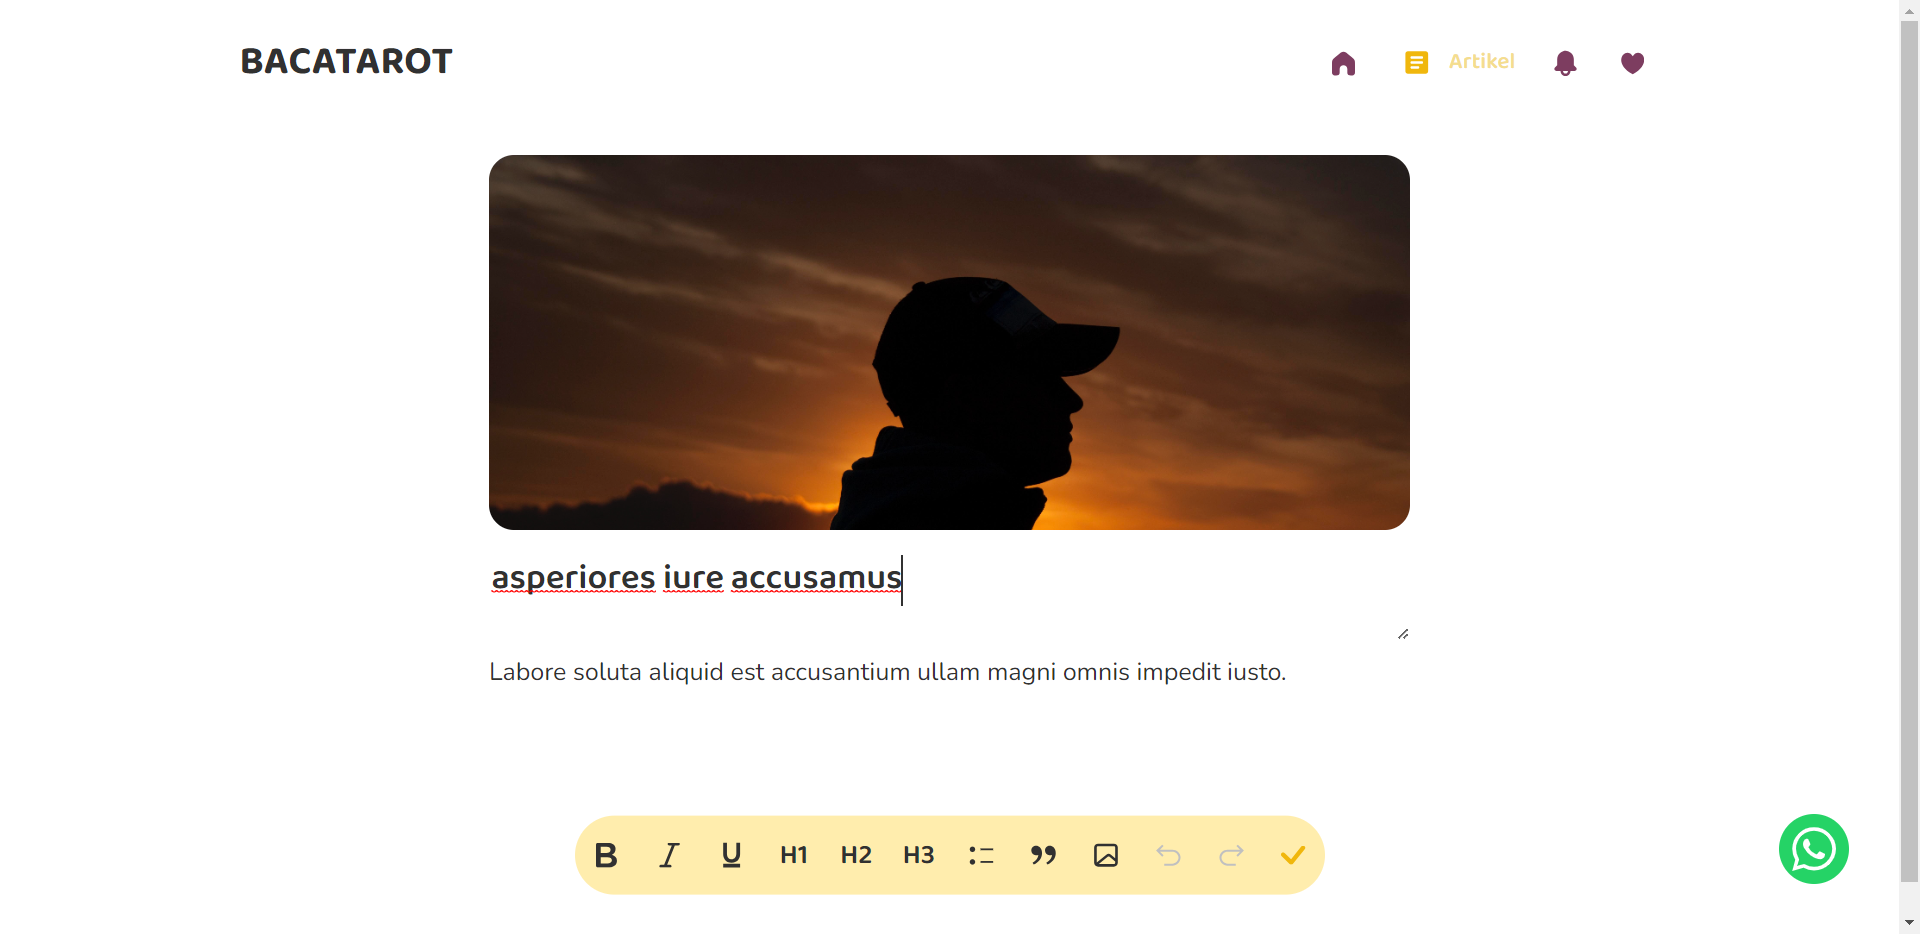 BACATAROT
Artikel
asperiores iure accusamus
Labore soluta aliquid est accusantium ullam magni omnis impedit iusto.
B I U H1 H2 H3